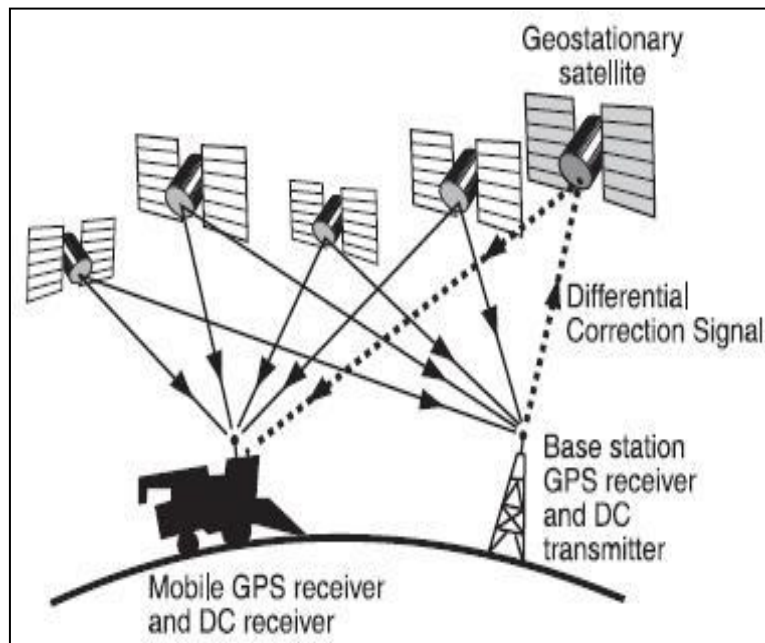 Geostationary
satellite
Differential
Correction Signal
Base station
GPS receiver
and DC
transmitter
Mobile GPS receiver
and DC receiver